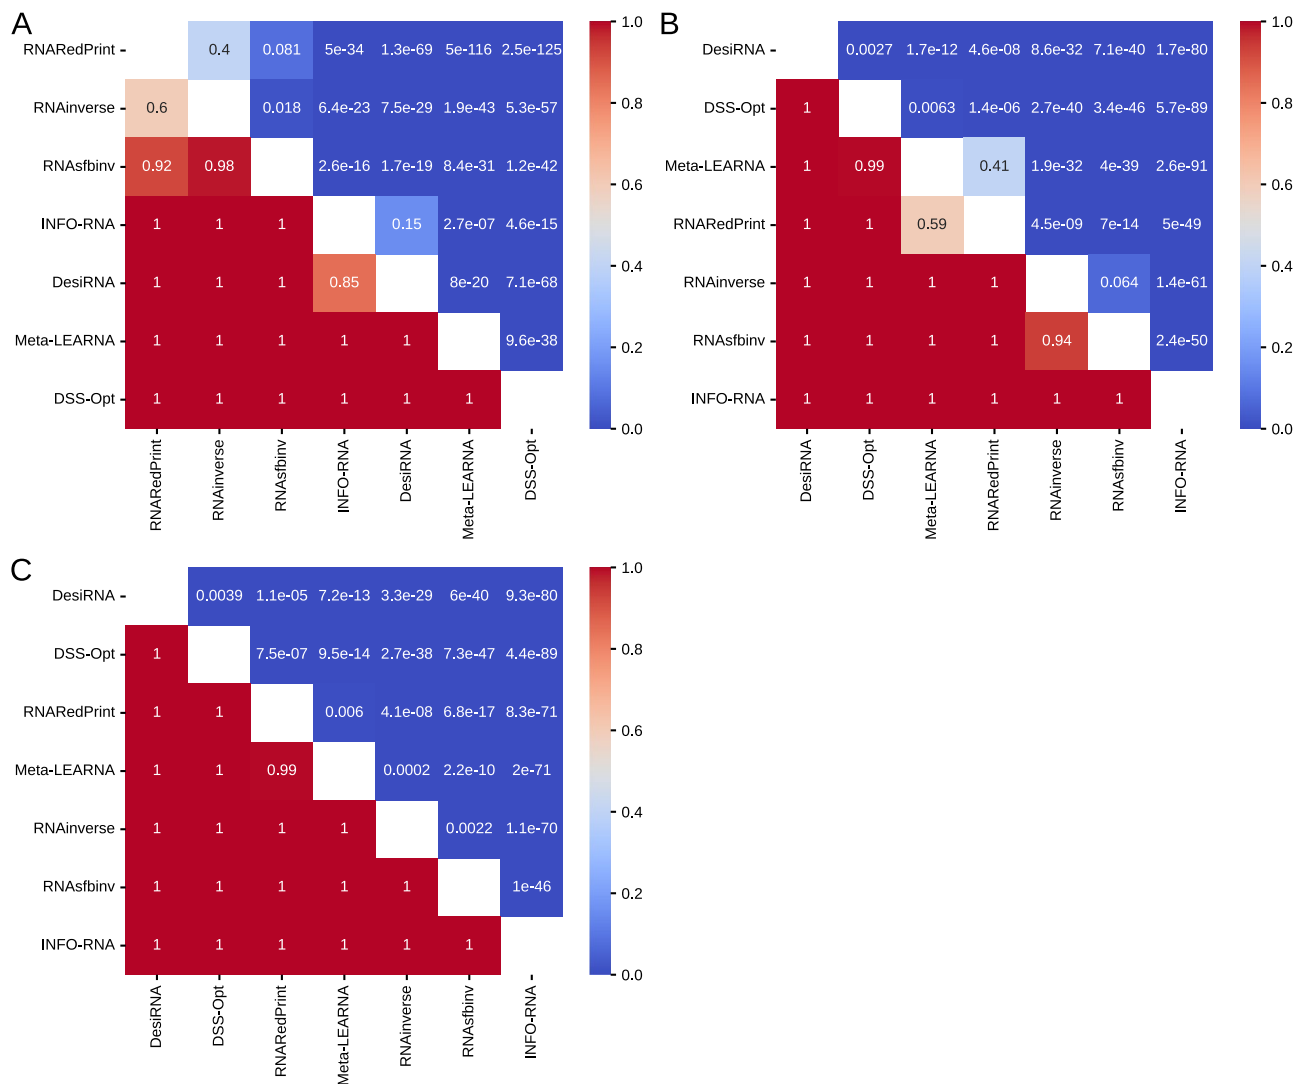 A
RNARedPrint 0.4 0.081 5e-34 1.3e-69 5e-116 2.5e-125
RNAinverse 0.6 0.018 6.4e-23 7.5e-29 1.9e-43 5.3e-57
RNAsfbinv 0.92 0.98 2.6e-16 1.7e-19 8.4e-31 1.2e-42
INFO-RNA 1 1 1 0.15 2.7e-07 4.6e-15
DesiRNA 1 1 1 0.85 8e-20 7.1e-68
Meta-LEARNA 1 1 1 1 1 9.6e-38
DSS-Opt 1 1 1 1 1 1
RNARedPrint RNAinverse RNAsfbinv INFO-RNA DesiRNA Meta-LEARNA DSS-Opt
1.0
0.8
0.6
0.4
0.2
0.0
B
DesiRNA 0.0027 1.7e-12 4.6e-08 8.6e-32 7.1e-40 1.7e-80
DSS-Opt 1 0.0063 1.4e-06 2.7e-40 3.4e-46 5.7e-89
Meta-LEARNA 1 0.99 0.41 1.9e-32 4e-39 2.6e-91
RNARedPrint 1 1 0.59 4.5e-09 7e-14 5e-49
RNAinverse 1 1 1 1 0.064 1.4e-61
RNAsfbinv 1 1 1 1 0.94 2.4e-50
INFO-RNA 1 1 1 1 1 1
DesiRNA DSS-Opt Meta-LEARNA RNARedPrint RNAinverse RNAsfbinv INFO-RNA
1.0
0.8
0.6
0.4
0.2
0.0
C
DesiRNA 0.0039 1.1e-05 7.2e-13 3.3e-29 6e-40 9.3e-80
DSS-Opt 1 7.5e-07 9.5e-14 2.7e-38 7.3e-47 4.4e-89
RNARedPrint 1 1 0.006 4.1e-08 6.8e-17 8.3e-71
Meta-LEARNA 1 1 0.99 0.0002 2.2e-10 2e-71
RNAinverse 1 1 1 1 0.0022 1.1e-70
RNAsfbinv 1 1 1 1 1 1e-46
INFO-RNA 1 1 1 1 1 1
DesiRNA DSS-Opt RNARedPrint Meta-LEARNA RNAinverse RNAsfbinv INFO-RNA
1.0
0.8
0.6
0.4
0.2
0.0